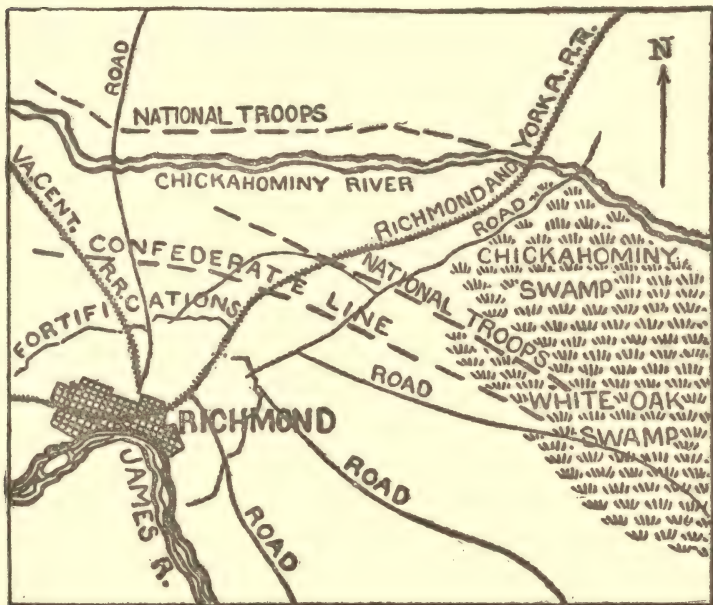 N
ROAD
NATIONAL TROOPS
CHICKAHOMINY RIVER
RICHMOND AND YORK R. R.R.
VA. CENT. R.R.
ROAD
CONFEDERATE LINE
NATIONAL TROOPS
CHICKAHOMINY
SWAMP
FORTIFICATIONS
ROAD
WHITE OAK
SWAMP
RICHMOND
JAMES R.
ROAD
ROAD